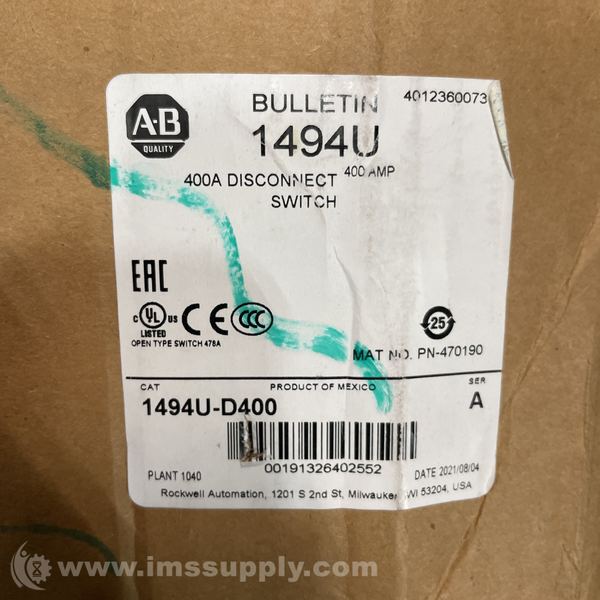 A-B
QUALITY
BULLETIN
1494U
4012360073
400A DISCONNECT 400 AMP
SWITCH
EAC
C UL US
LISTED
CE CCC
25
OPEN TYPE SWITCH 478A
MAT NO. PN-470190
CAT
PRODUCT OF MEXICO
SER
1494U-D400
A
00191326402552
PLANT 1040
DATE 2021/08/04
Rockwell Automation, 1201 S 2nd St, WI 53204, USA
www.imssupply.com